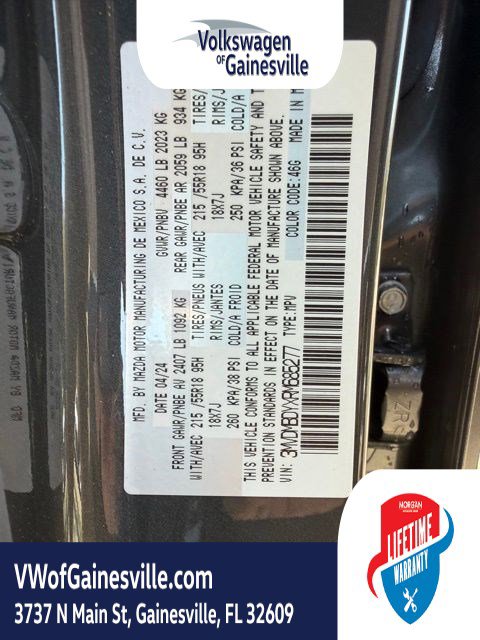 Volkswagen
OF Gainesville
MFD. BY MAZDA MOTOR MANUFACTURING DE MEXICO S.A. DE C.V.
DATE 04/24 GVWR/PNBU 4460 LB 2023 KG
FRONT GAWR/PNBE AV 2407 LB 1092 KG REAR GAWR/PNBE AR 2059 LB 934 KG
WITH/AVEC 215 /55R18 95H TIRES/PNEUS WITH/AVEC 215 /55R18 95H TIRES/
18X7J RIMS/JANTES 18X7J RIMS/J
260 KPA/38 PSI COLD/A FROID 250 KPA/36 PSI COLD/A
THIS VEHICLE CONFORMS TO ALL APPLICABLE FEDERAL MOTOR VEHICLE SAFETY AND T
PREVENTION STANDARDS IN EFFECT ON THE DATE OF MANUFACTURE SHOWN ABOVE.
VIN: TYPE:MPV COLOR CODE:46G MADE IN M
MORGAN
LIFETIME
WARRANTY
VWofGainesville.com
3737 N Main St, Gainesville, FL 32609